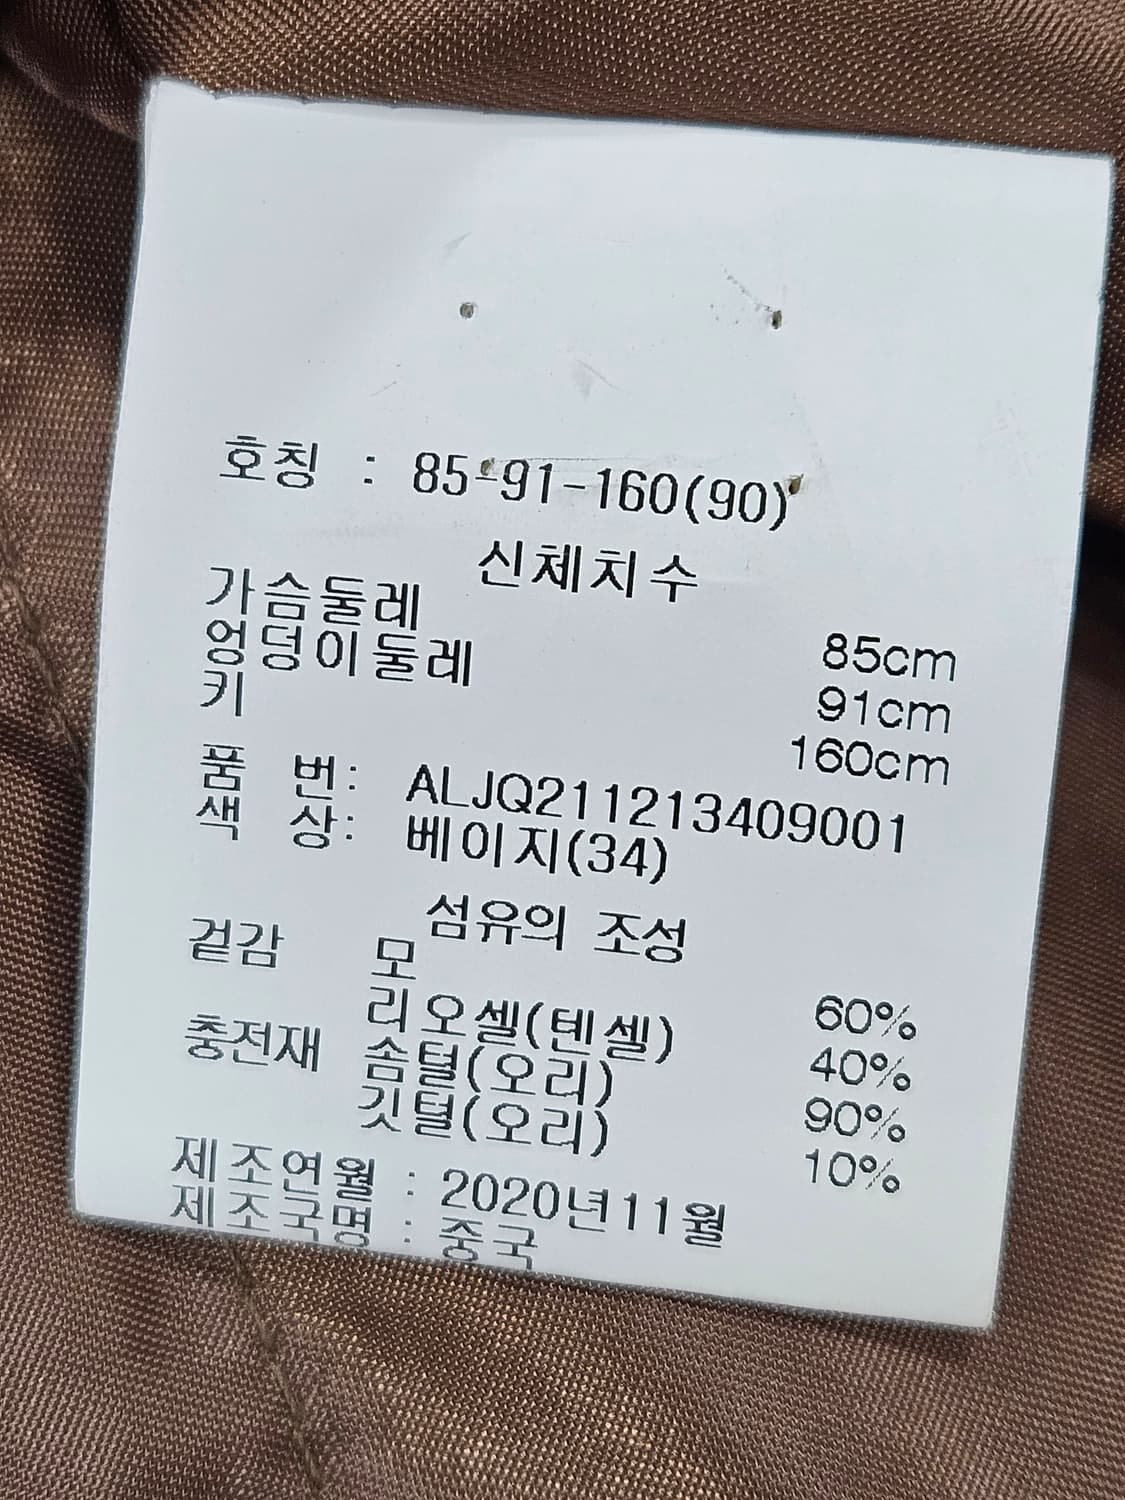 호칭 : 85-91-160(90)
신체치수
가슴둘레 85cm
엉덩이둘레 91cm
키 160cm
품 번: ALJQ211213409001
색 상: 베이지(34)
섬유의 조성
겉감 모 60%
리오셀(텐셀) 40%
충전재 솜털(오리) 90%
깃털(오리) 10%
제조연월 : 2020년11월
제조국명 : 중국